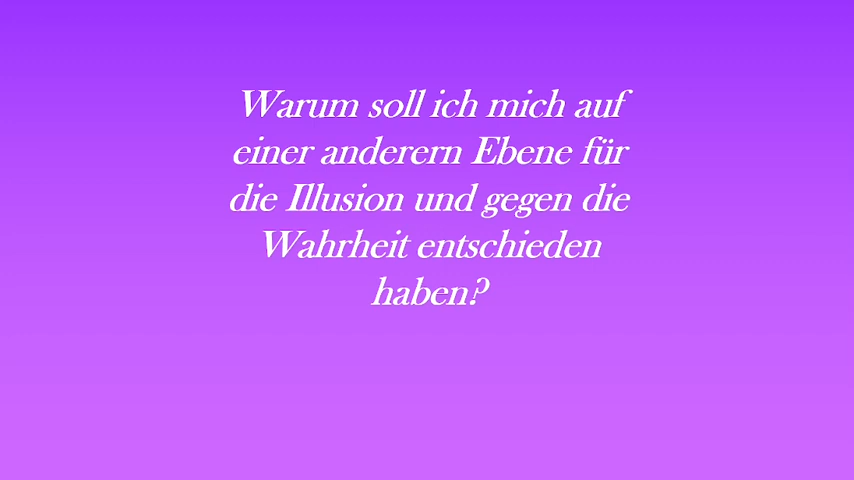 Warum soll ich mich auf
einer anderern Ebene für
die Illusion und gegen die
Wahrheit entschieden
haben?